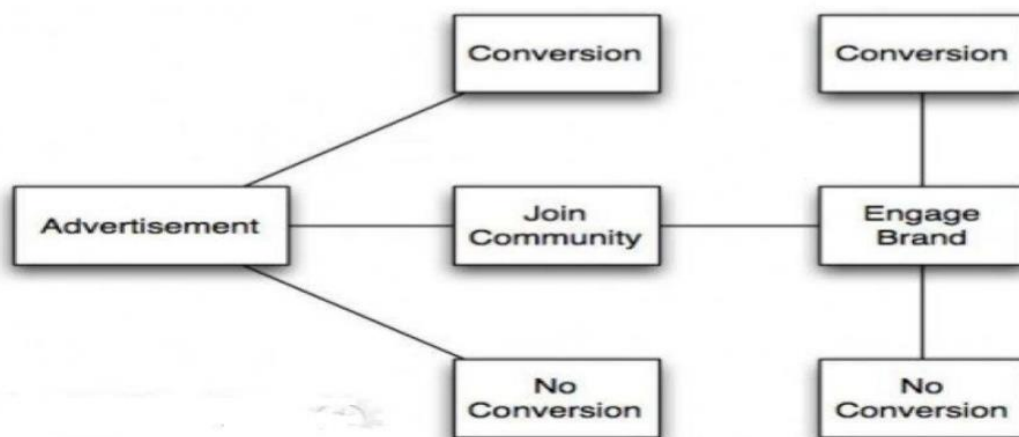 Conversion
Conversion
Advertisement
Join
Community
Engage
Brand
No
Conversion
No
Conversion